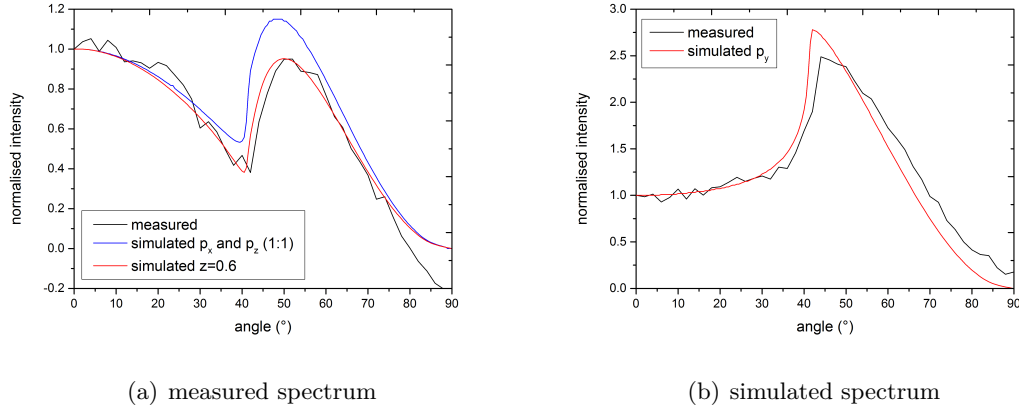 1.2
1.0
0.8
0.6
0.4
0.2
0.0
-0.2
normalised intensity
measured
simulated px and pz (1:1)
simulated z=0.6
0 10 20 30 40 50 60 70 80 90
angle (°)
(a) measured spectrum
3.0
2.5
2.0
1.5
1.0
0.5
0.0
normalised intensity
measured
simulated py
0 10 20 30 40 50 60 70 80 90
angle (°)
(b) simulated spectrum